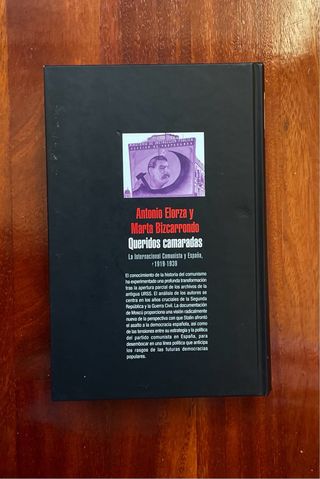 Antonio Elorza y
Marta Bizcarrondo
Queridos camaradas
La Internacional Comunista y España,
1919-1939
El conocimiento de la historia del comunismo
ha experimentado una profunda transformación
tras la apertura parcial de los archivos de la
antigua URSS. El análisis de los autores se
centra en los años cruciales de la Segunda
República y la Guerra Civil. La documentación
de Moscú proporciona una visión radicalmente
nueva de la perspectiva con que Stalin afrontó
el asalto a la democracia española, así como
de las tensiones entre su estrategia y la política
del partido comunista en España, para
desembocar en una línea política que anticipa
los rasgos de las futuras democracias
populares.